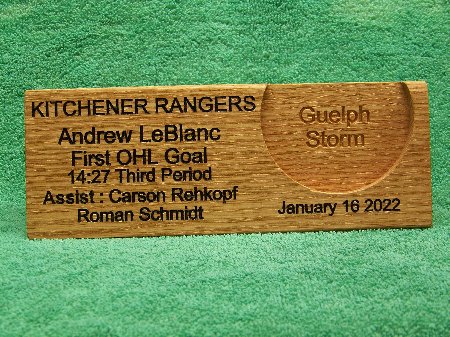 KITCHENER RANGERS
Andrew LeBlanc
First OHL Goal
14:27 Third Period
Assist : Carson Rehkopf
Roman Schmidt
Guelph
Storm
January 16 2022